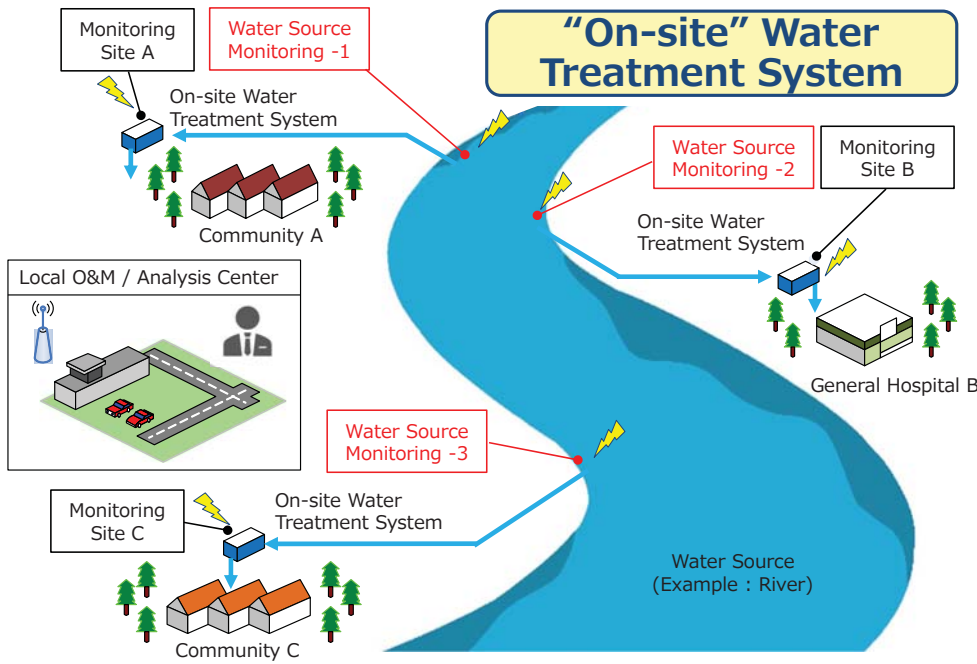 “On-site” Water
Treatment System
Monitoring
Site A
Water Source
Monitoring -1
On-site Water
Treatment System
Community A
Water Source
Monitoring -2
Monitoring
Site B
On-site Water
Treatment System
General Hospital B
Local O&M / Analysis Center
Water Source
Monitoring -3
Monitoring
Site C
On-site Water
Treatment System
Community C
Water Source
(Example : River)